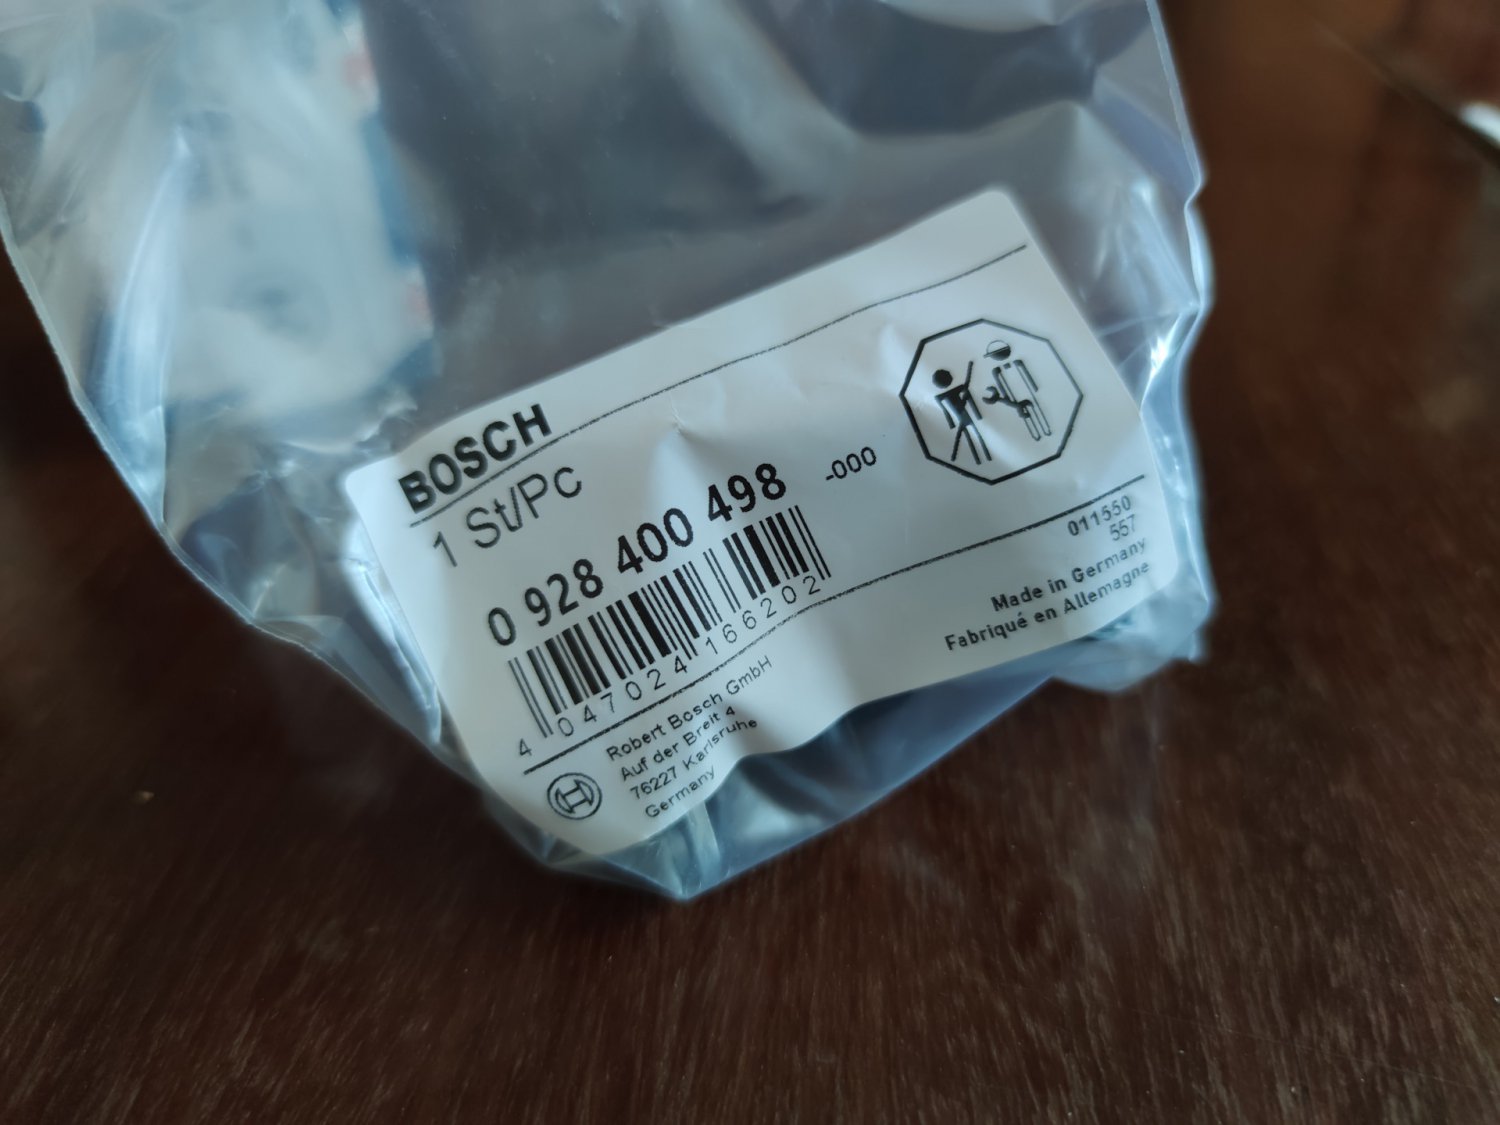 BOSCH
1 St/Pc
0 928 400 498 -000
4 047024 166202
011550
557
Made in Germany
Fabriqué en Allemagne
Robert Bosch GmbH
Auf der Breit 4
76227 Karlsruhe
Germany